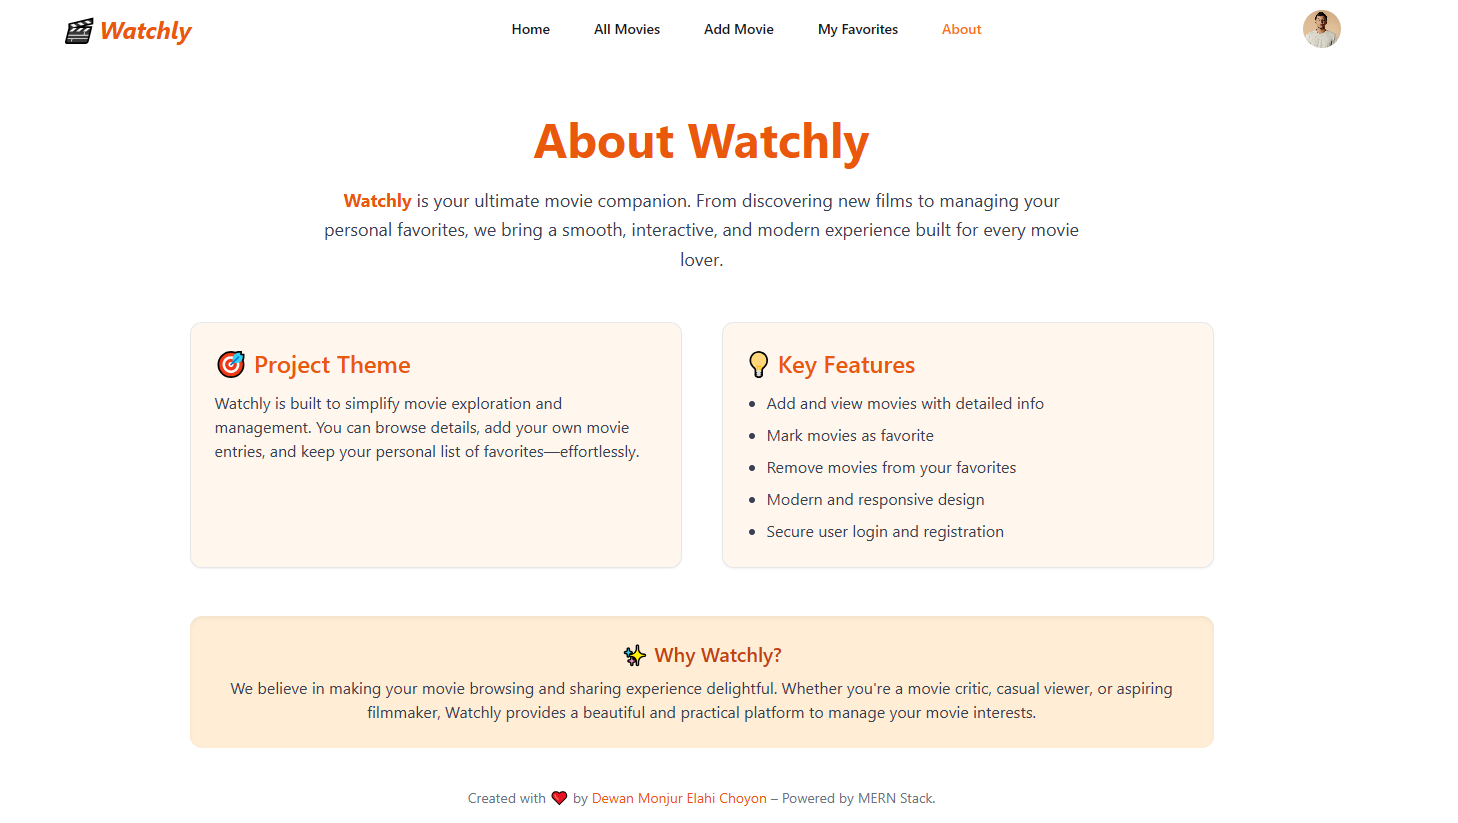 Watchly
Home
All Movies
Add Movie
My Favorites
About
About Watchly
Watchly is your ultimate movie companion. From discovering new films to managing your
personal favorites, we bring a smooth, interactive, and modern experience built for every movie
lover.
Project Theme
Watchly is built to simplify movie exploration and
management. You can browse details, add your own movie
entries, and keep your personal list of favorites—effortlessly.
Key Features
Add and view movies with detailed info
Mark movies as favorite
Remove movies from your favorites
Modern and responsive design
Secure user login and registration
Why Watchly?
We believe in making your movie browsing and sharing experience delightful. Whether you're a movie critic, casual viewer, or aspiring
filmmaker, Watchly provides a beautiful and practical platform to manage your movie interests.
Created with ❤️ by Dewan Monjur Elahi Choyon – Powered by MERN Stack.